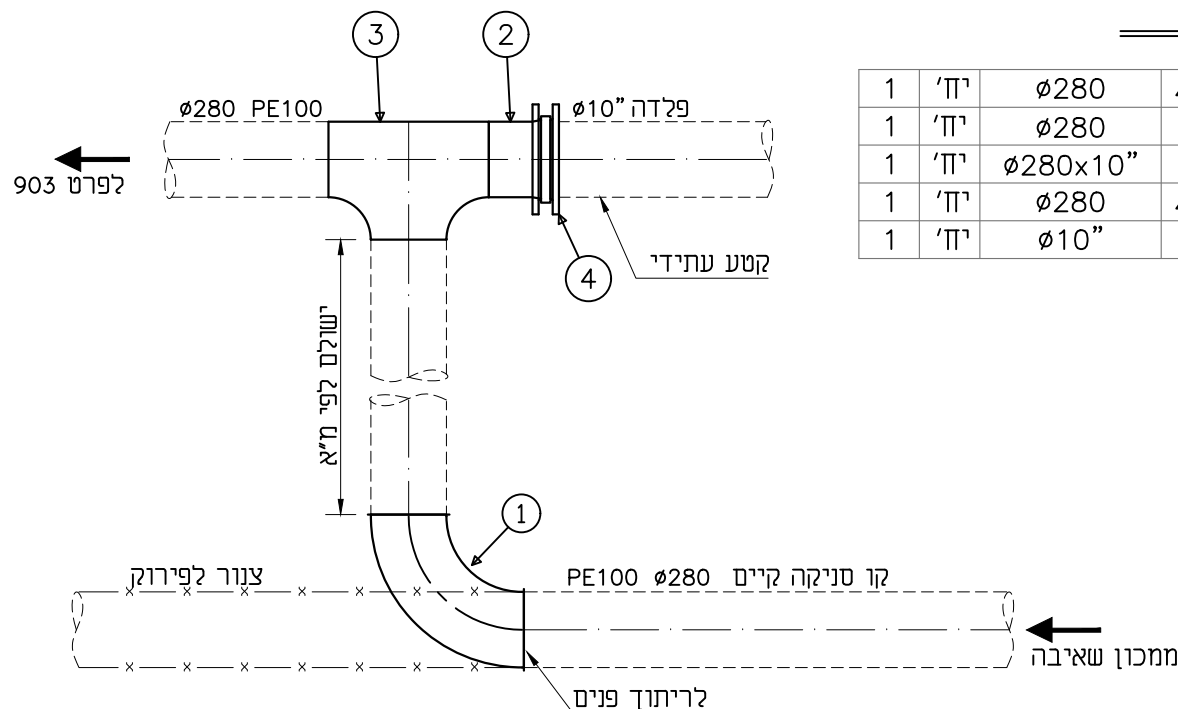 3
2
ø280 PE100
ø10” פלדה
לפרט 903
4
קטע עתידי
ישולם לפי מ"א
1
צנור לפירוק
PE100 ø280 קו סניקה קיים
ממכון שאיבה
לריתוך פנים
1 יח' ø280
1 יח' ø280
1 יח' ø280x10”
1 יח' ø280
1 יח' ø10”